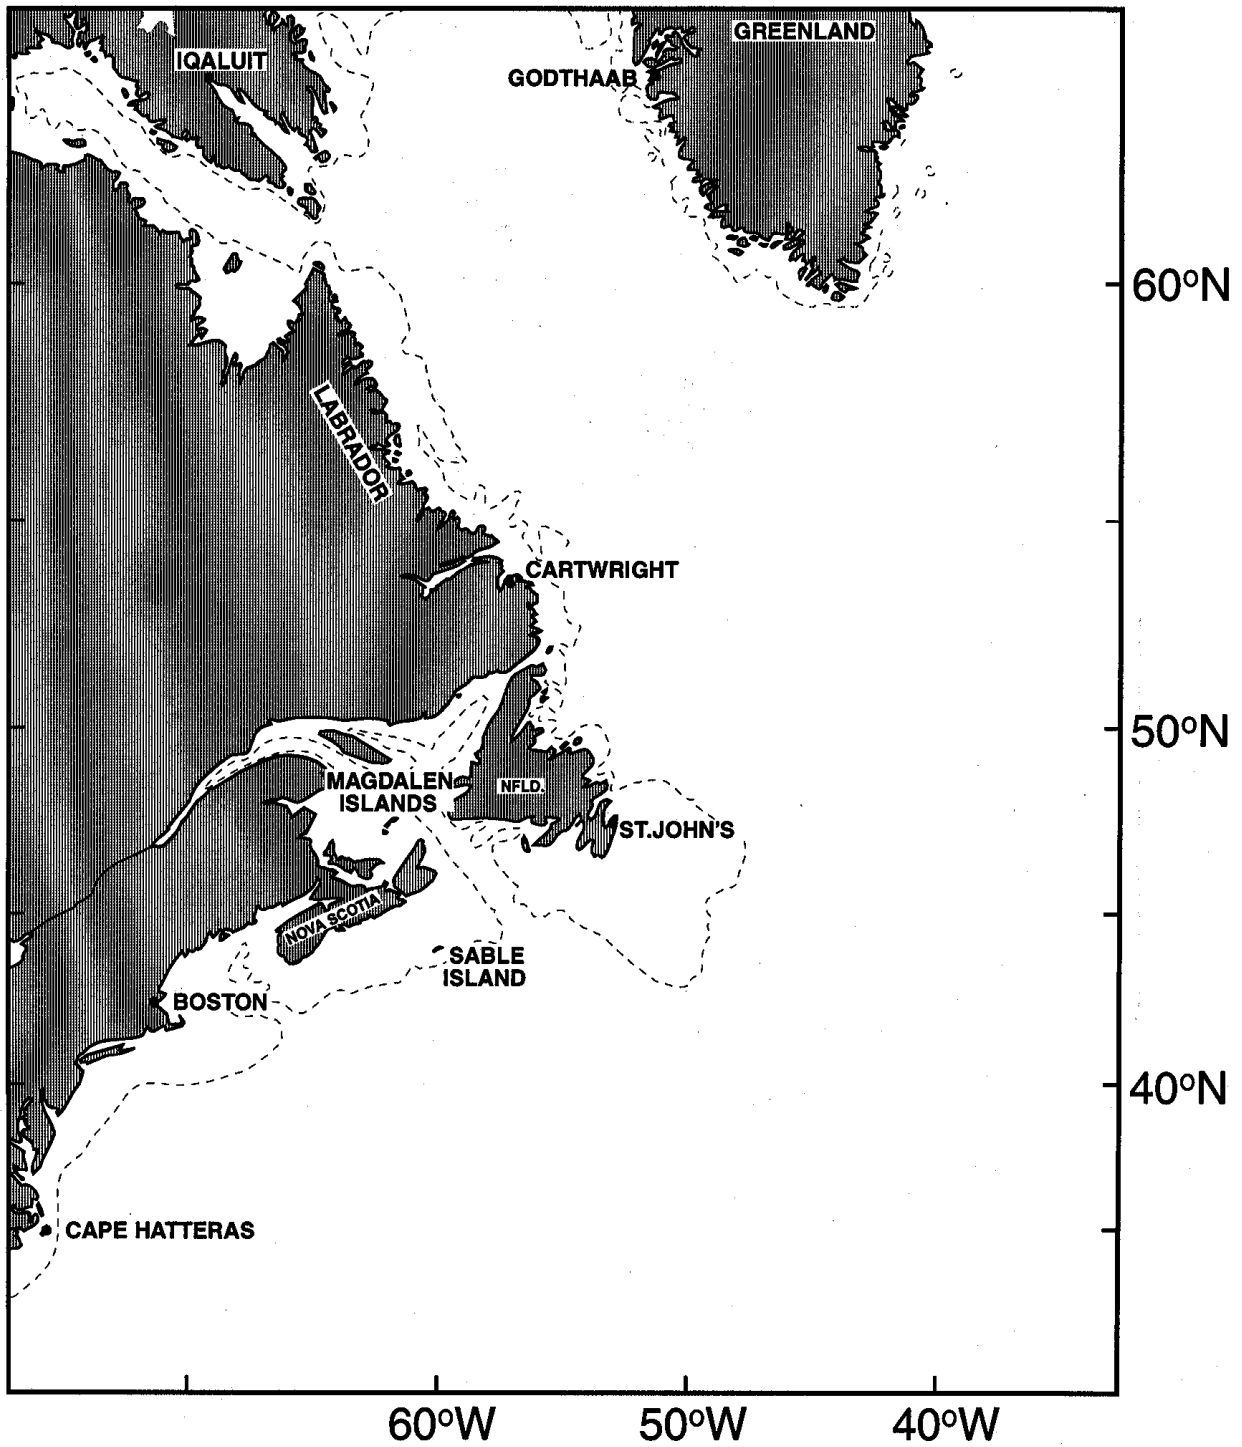 GREENLAND
IQALUIT
GODTHAAB
60°N
LABRADOR
CARTWRIGHT
50°N
MAGDALEN
ISLANDS
NFLD.
ST.JOHN'S
NOVA SCOTIA
SABLE
ISLAND
BOSTON
40°N
CAPE HATTERAS
60°W
50°W
40°W